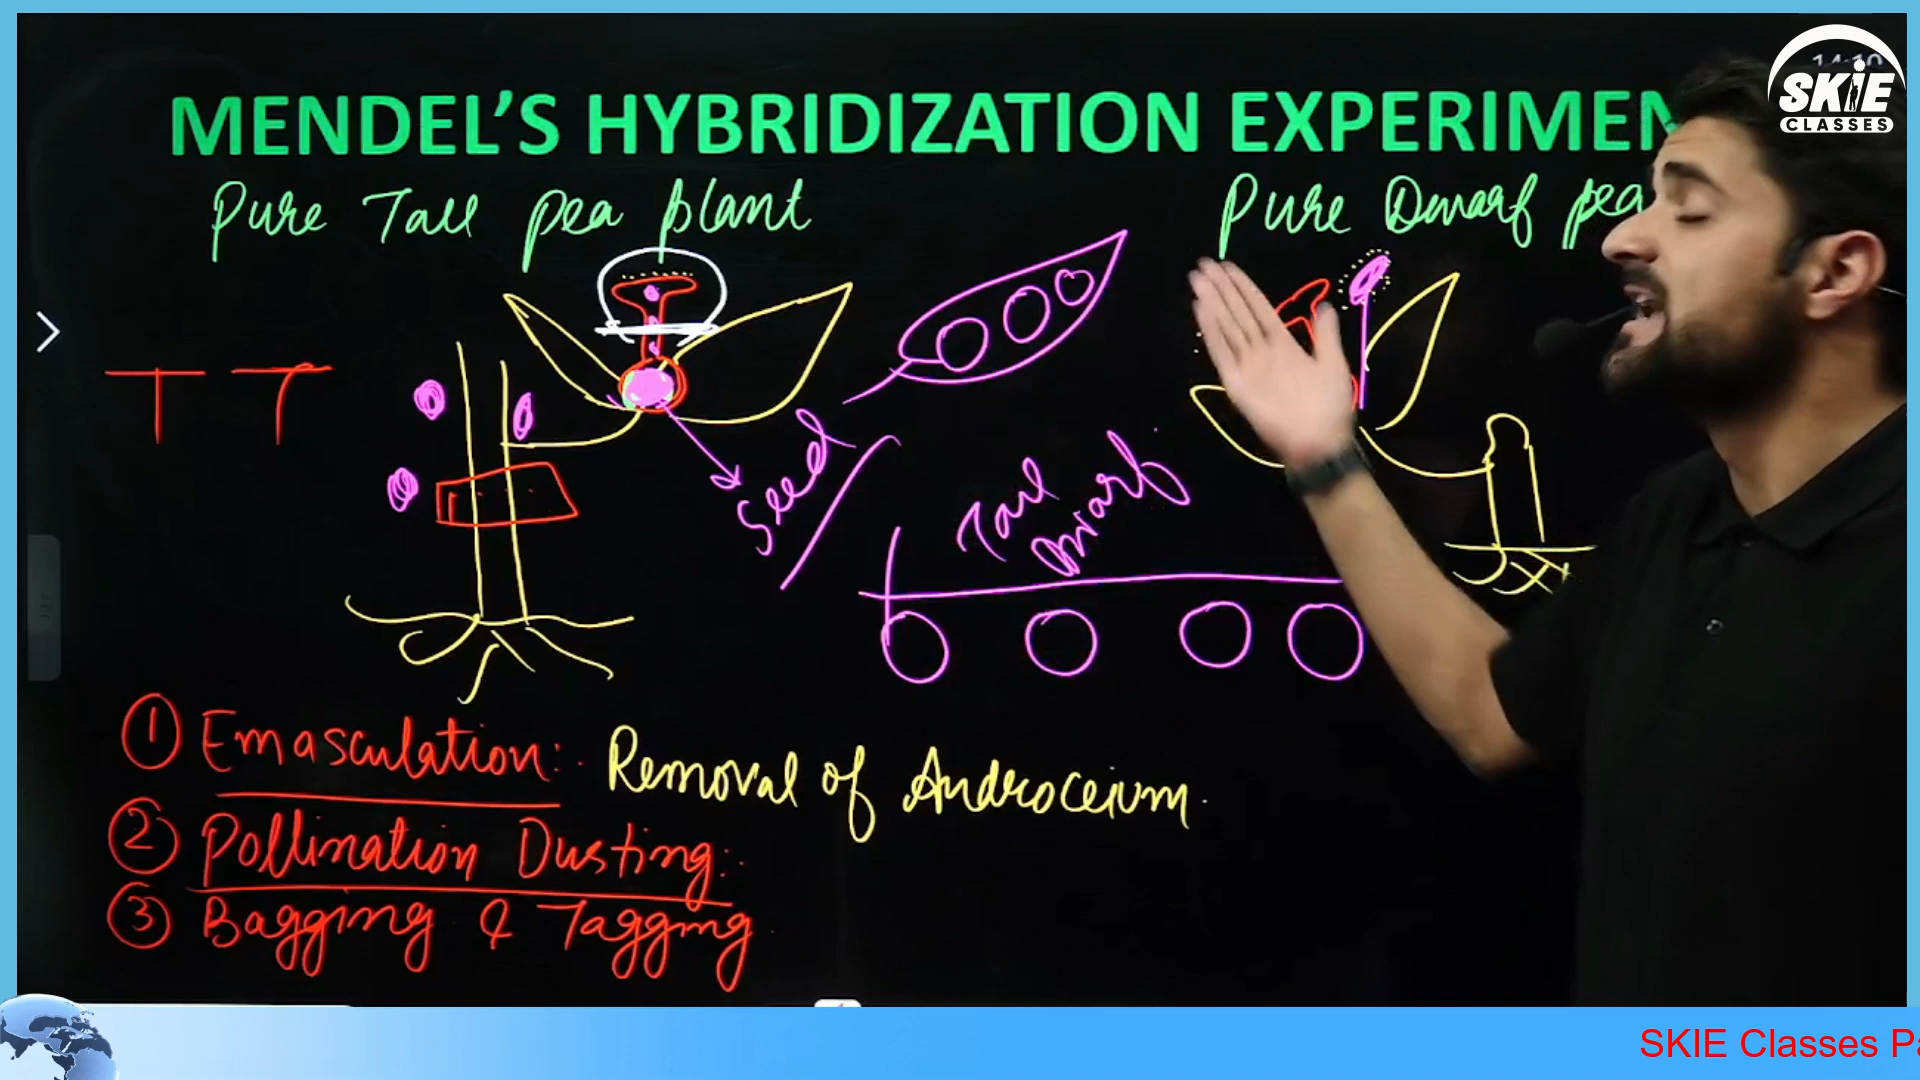 SKIE
CLASSES
MENDEL'S HYBRIDIZATION EXPERIMEN
Pure Tall pea plant
Pure Dwarf pea
T T
Seed
Tall
Dwarf
① Emasculation:. Removal of Androceium.
② Pollination Dusting:.
③ Bagging & Tagging
SKIE Classes Pa